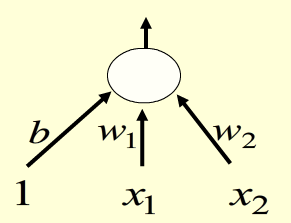 b w₁ w₂
1 x₁ x₂